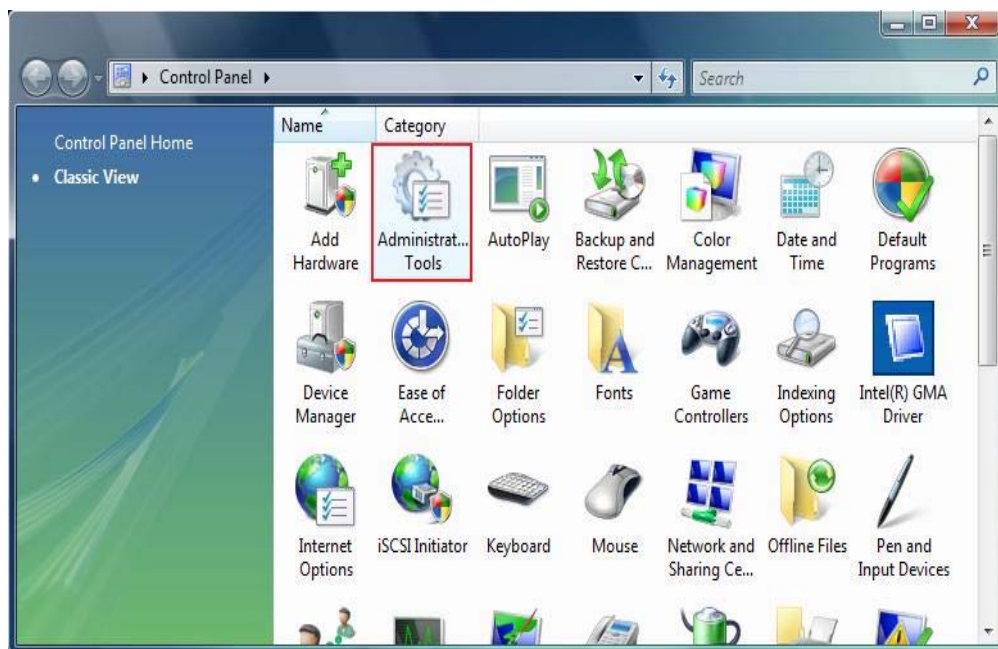 Control Panel
Search
Control Panel Home
Classic View
Name Category
Add Hardware
Administrat... Tools
AutoPlay
Backup and Restore C...
Color Management
Date and Time
Default Programs
Device Manager
Ease of Acce...
Folder Options
Fonts
Game Controllers
Indexing Options
Intel(R) GMA Driver
Internet Options
iSCSI Initiator
Keyboard
Mouse
Network and Sharing Ce...
Offline Files
Pen and Input Devices